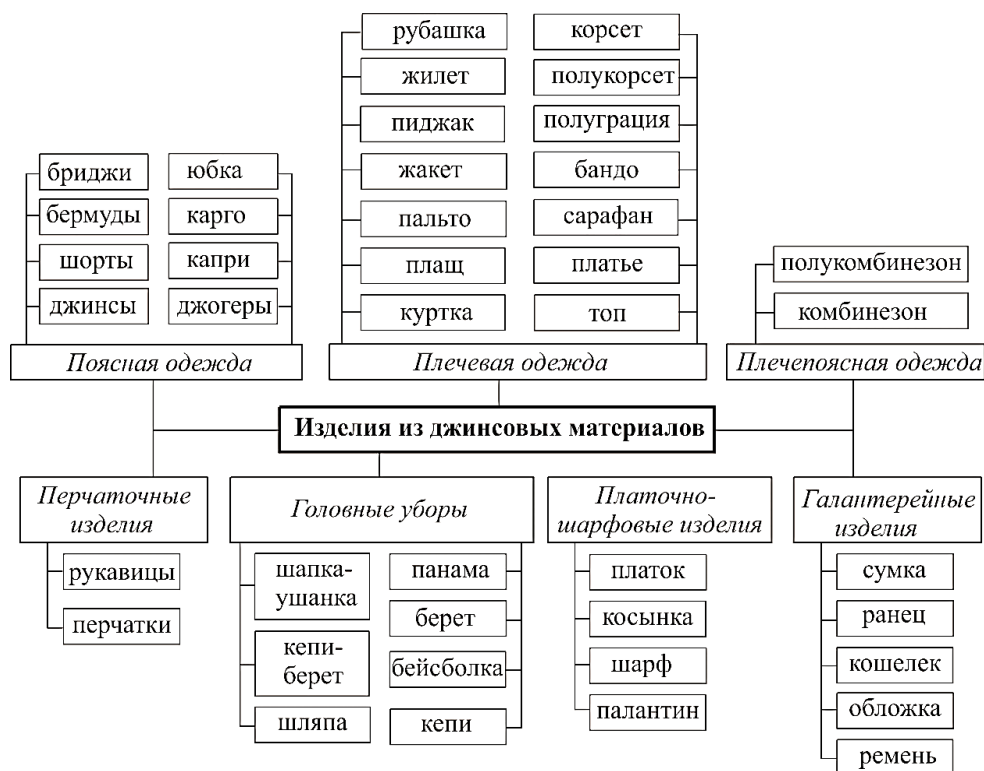 рубашка
жилет
пиджак
жакет
пальто
плащ
куртка
корсет
полукорсет
полуграция
бандо
сарафан
платье
топ
бриджи
бермуды
шорты
джинсы
юбка
карго
капри
джогеры
полукомбинезон
комбинезон
Поясная одежда
Плечевая одежда
Плечепоясная одежда
Изделия из джинсовых материалов
Перчаточные
изделия
рукавицы
перчатки
Головные уборы
шапка-
ушанка
кепи-
берет
шляпа
панама
берет
бейсболка
кепи
Платочно-
шарфовые изделия
платок
косынка
шарф
палантин
Галантерейные
изделия
сумка
ранец
кошелек
обложка
ремень